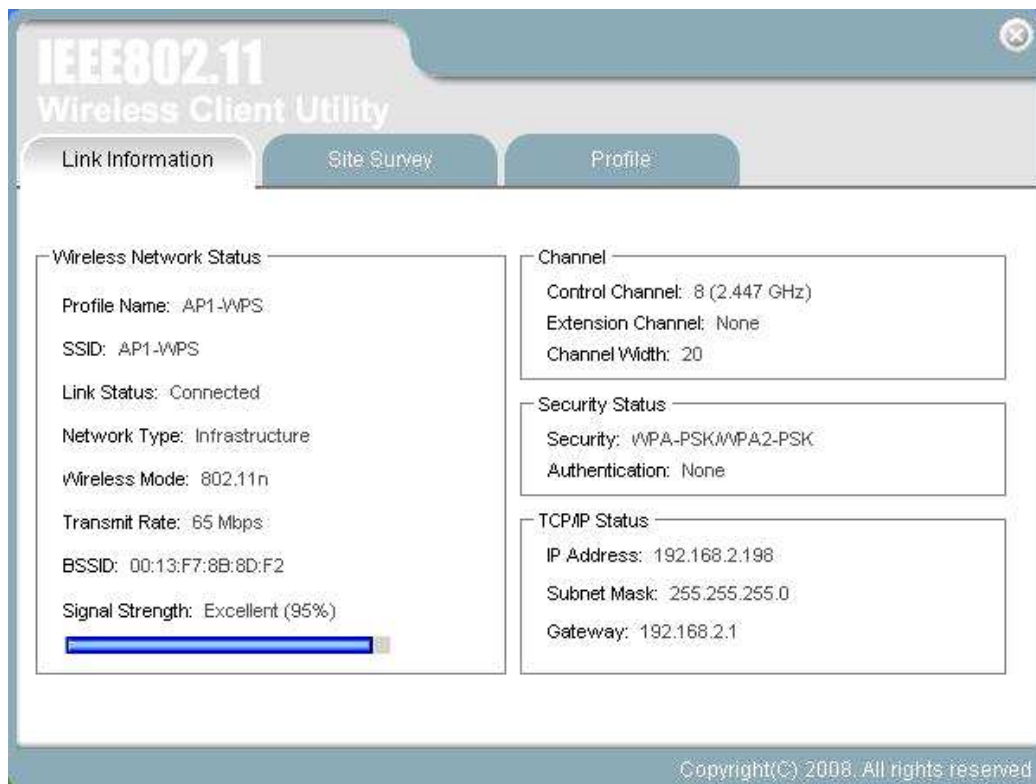 IEEE802.11
Wireless Client Utility
Link Information
Site Survey
Profile
Wireless Network Status
Profile Name: AP1-WPS
SSID: AP1-WPS
Link Status: Connected
Network Type: Infrastructure
Wireless Mode: 802.11n
Transmit Rate: 65 Mbps
BSSID: 00:13:F7:8B:8D:F2
Signal Strength: Excellent (95%)
Channel
Control Channel: 8 (2.447 GHz)
Extension Channel: None
Channel Width: 20
Security Status
Security: WPA-PSK/WPA2-PSK
Authentication: None
TCP/IP Status
IP Address: 192.168.2.198
Subnet Mask: 255.255.255.0
Gateway: 192.168.2.1
Copyright(C) 2008. All rights reserved